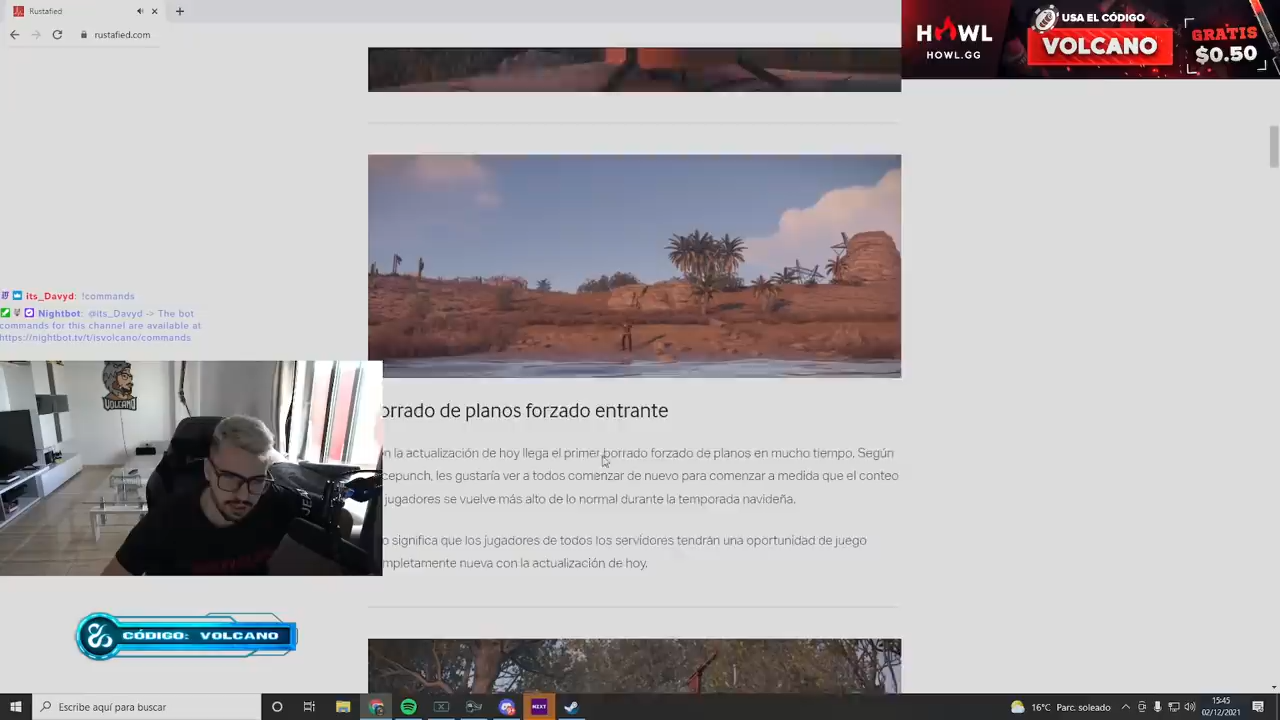 Rustafied
rustafied.com
HOWL
HOWL.GG
USA EL CÓDIGO
VOLCANO
GRATIS
$0.50
its_Davyd: !commands
Nightbot: @its_Davyd -> The bot
commands for this channel are available at
https://nightbot.tv/t/isvolcano/commands
VOLCANO
orrado de planos forzado entrante
n la actualización de hoy llega el primer borrado forzado de planos en mucho tiempo. Según
cepunch, les gustaría ver a todos comenzar de nuevo para comenzar a medida que el conteo
jugadores se vuelve más alto de lo normal durante la temporada navideña.
o significa que los jugadores de todos los servidores tendrán una oportunidad de juego
mpletamente nueva con la actualización de hoy.
CÓDIGO: VOLCANO
Escribe aquí para buscar
NZXT
16°C Parc. soleado
15:45
02/12/2021